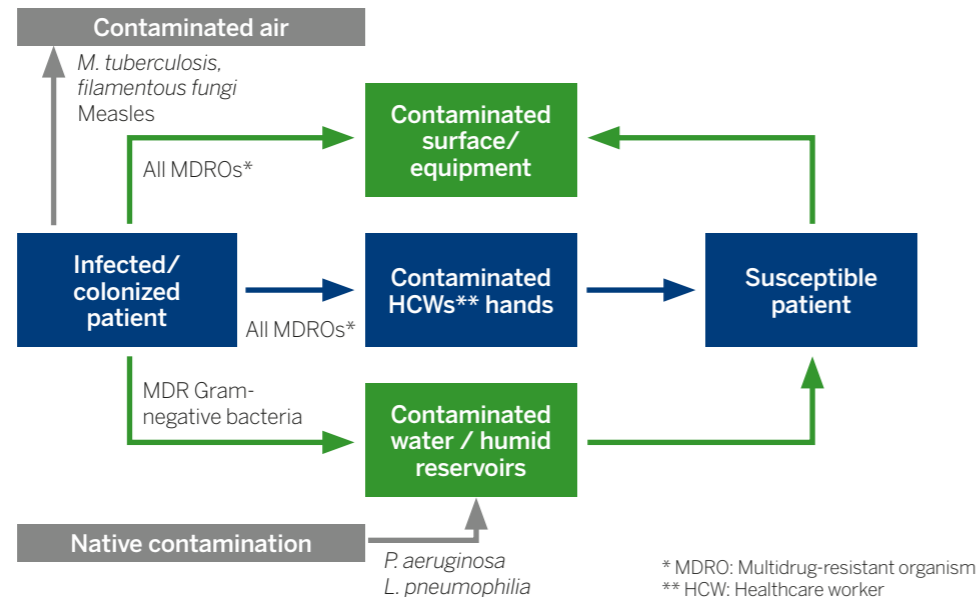 Contaminated air
M. tuberculosis,
filamentous fungi
Measles
Contaminated
surface/
equipment
All MDROs*
Infected/
colonized
patient
Contaminated
HCWs** hands
Susceptible
patient
All MDROs*
MDR Gram-
negative bacteria
Contaminated
water / humid
reservoirs
Native contamination
P. aeruginosa
L. pneumophilia
* MDRO: Multidrug-resistant organism
** HCW: Healthcare worker